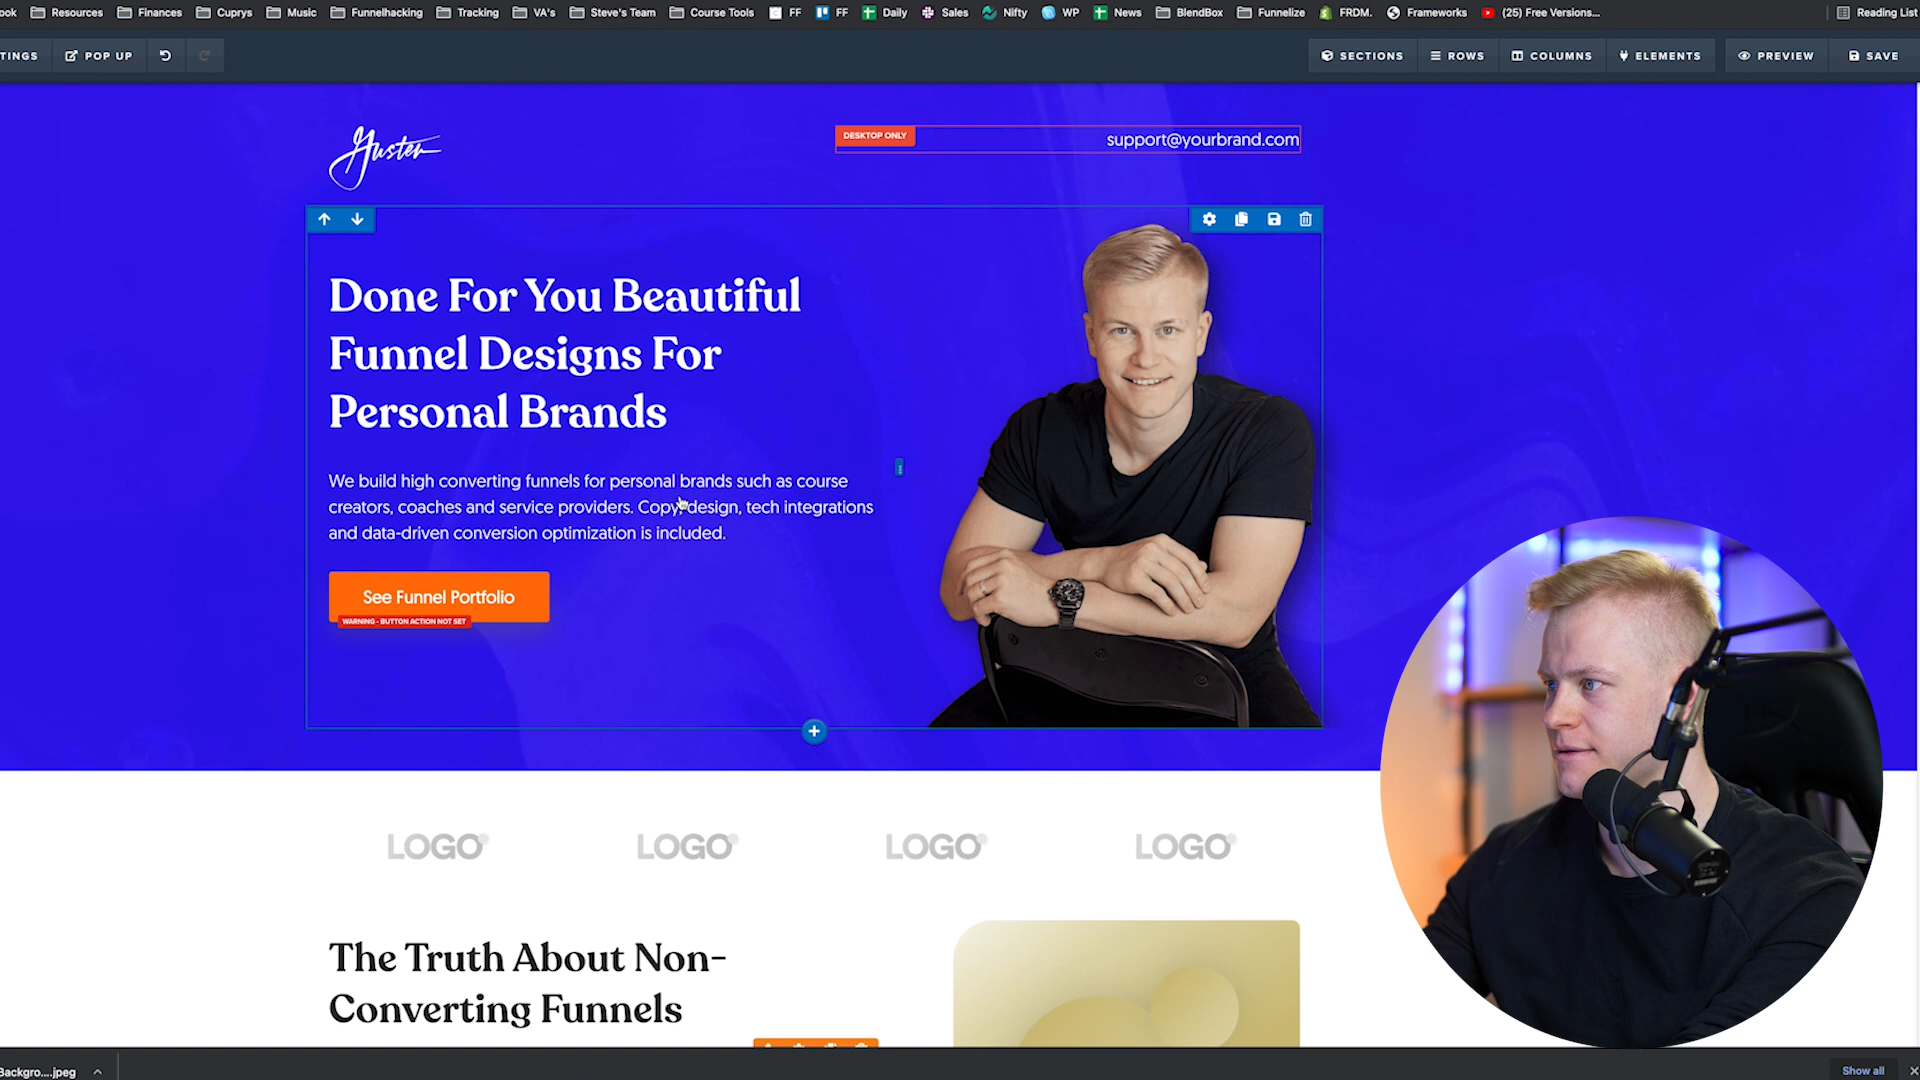 ook Resources Finances Cuprys Music Funnelhacking Tracking VA's Steve's Team Course Tools FF FF Daily Sales Nifty WP News BlendBox Funnelize FRDM. Frameworks (25) Free Versions... Reading List
TINGS POP UP SECTIONS ROWS COLUMNS ELEMENTS PREVIEW SAVE
DESKTOP ONLY
support@yourbrand.com
Done For You Beautiful
Funnel Designs For
Personal Brands
We build high converting funnels for personal brands such as course
creators, coaches and service providers. Copy, design, tech integrations
and data-driven conversion optimization is included.
See Funnel Portfolio
WARNING - BUTTON ACTION NOT SET
LOGO LOGO LOGO LOGO
The Truth About Non-
Converting Funnels
Backgro....jpeg Show all